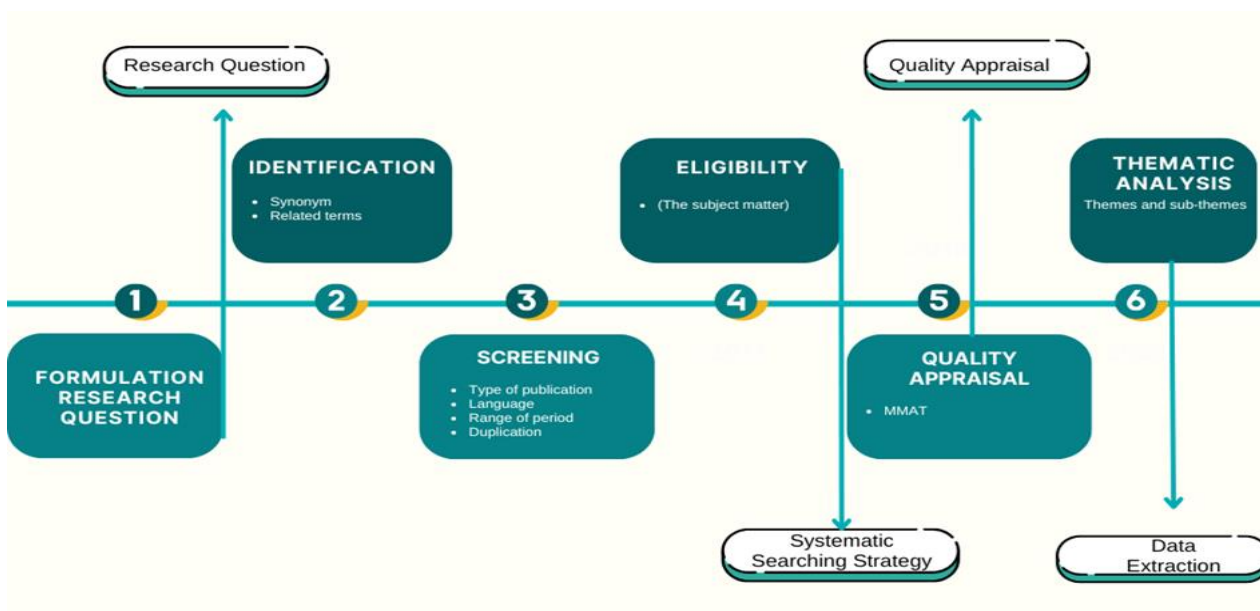 Research Question
Quality Appraisal
IDENTIFICATION
• Synonym
• Related terms
ELIGIBILITY
• (The subject matter)
THEMATIC
ANALYSIS
Themes and sub-themes
1
2
3
4
5
6
FORMULATION
RESEARCH
QUESTION
SCREENING
• Type of publication
• Language
• Range of period
• Duplication
QUALITY
APPRAISAL
• MMAT
Systematic
Searching Strategy
Data
Extraction